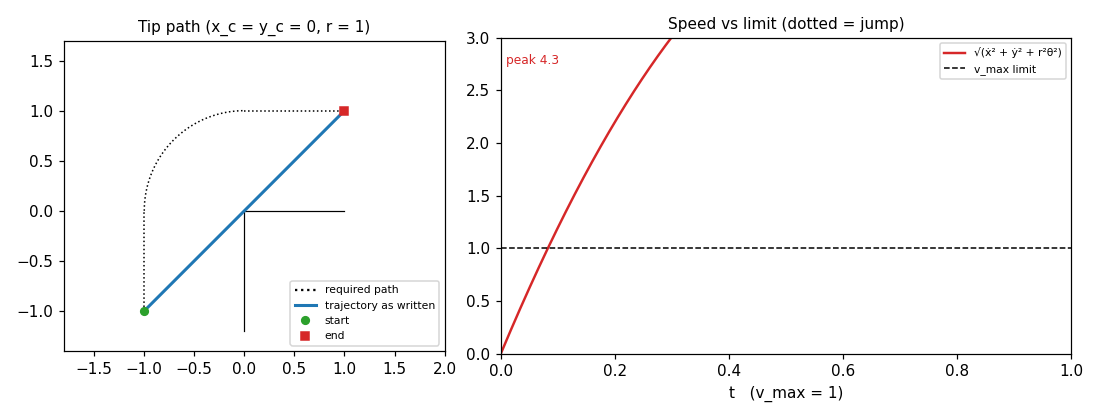 Tip path (x_c = y_c = 0, r = 1)
1.5
1.0
0.5
0.0
−0.5
−1.0
−1.5 −1.0 −0.5 0.0 0.5 1.0 1.5 2.0
required path
trajectory as written
start
end
Speed vs limit (dotted = jump)
peak 4.3
√(ẋ² + ẏ² + r²θ̇²)
v_max limit
3.0
2.5
2.0
1.5
1.0
0.5
0.0
0.0 0.2 0.4 0.6 0.8 1.0
t (v_max = 1)